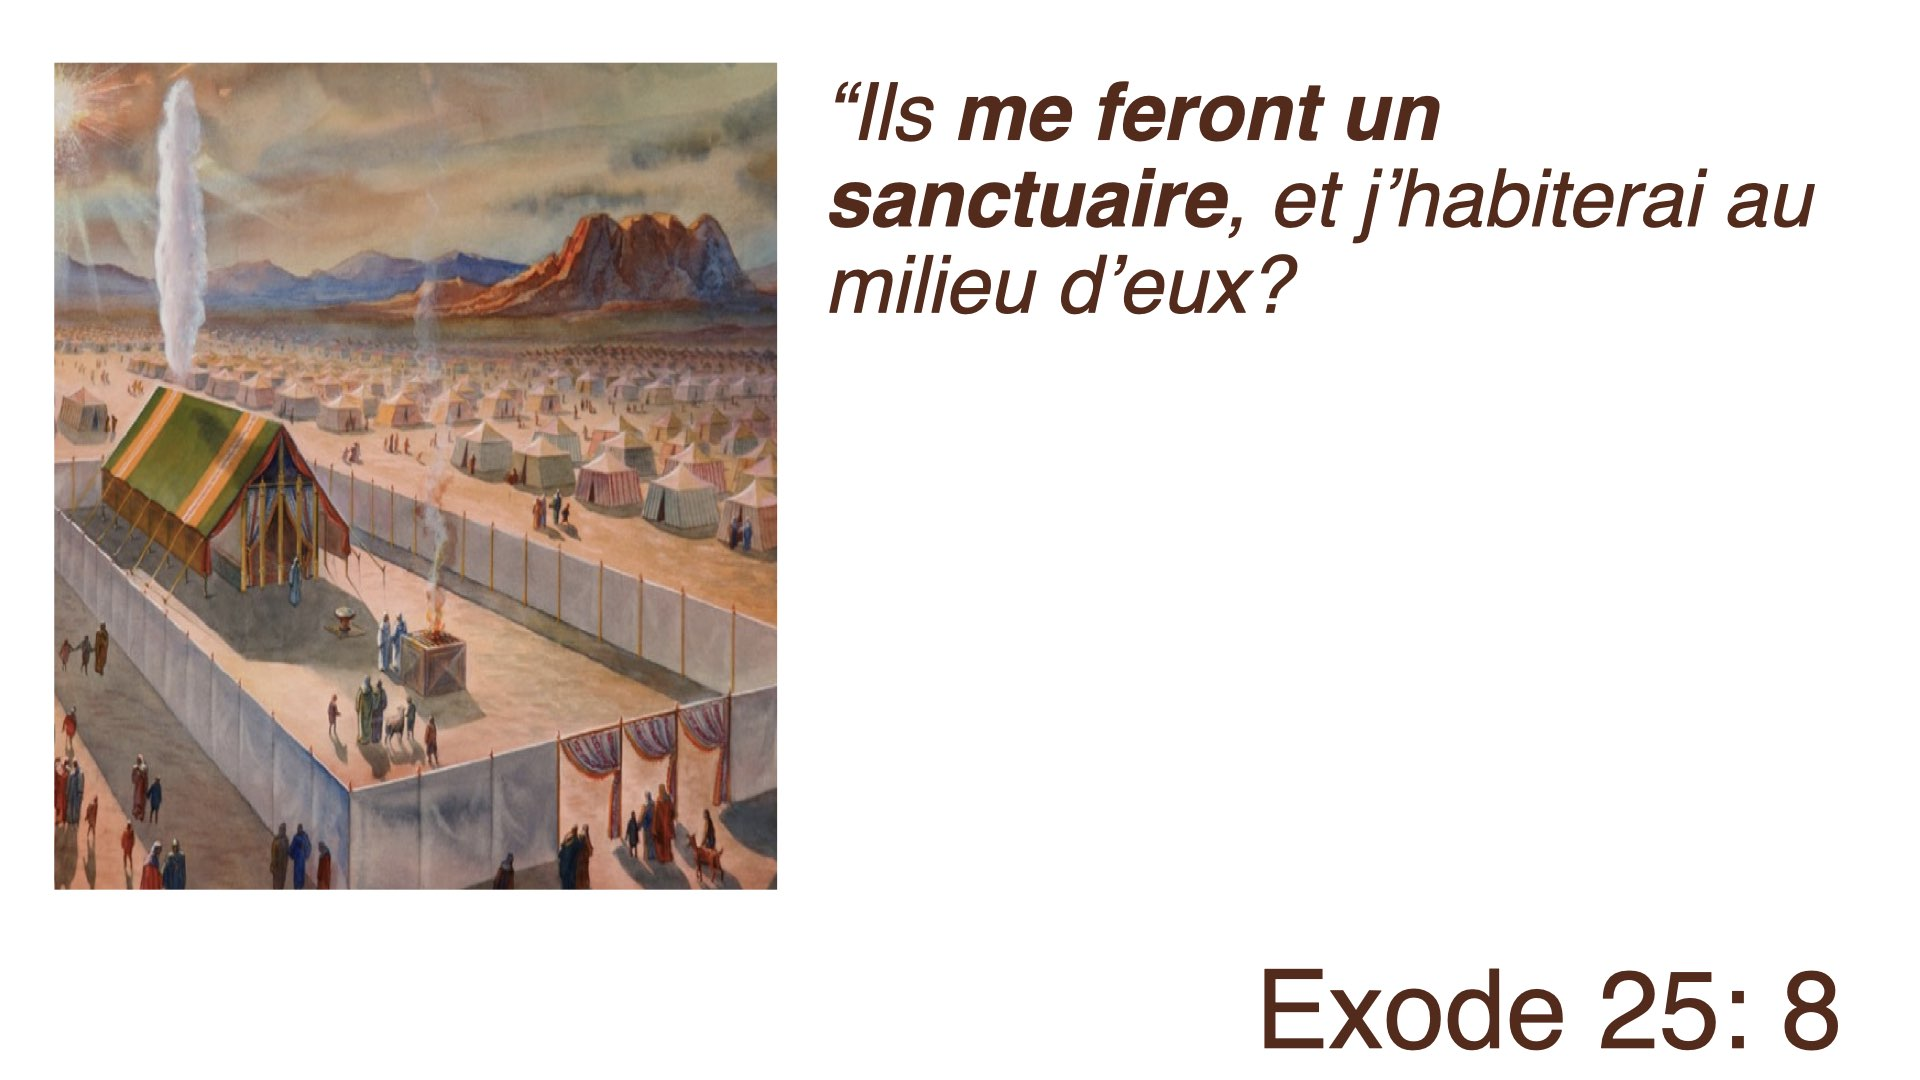 “Ils me feront un
sanctuaire, et j’habiterai au
milieu d’eux?
Exode 25: 8